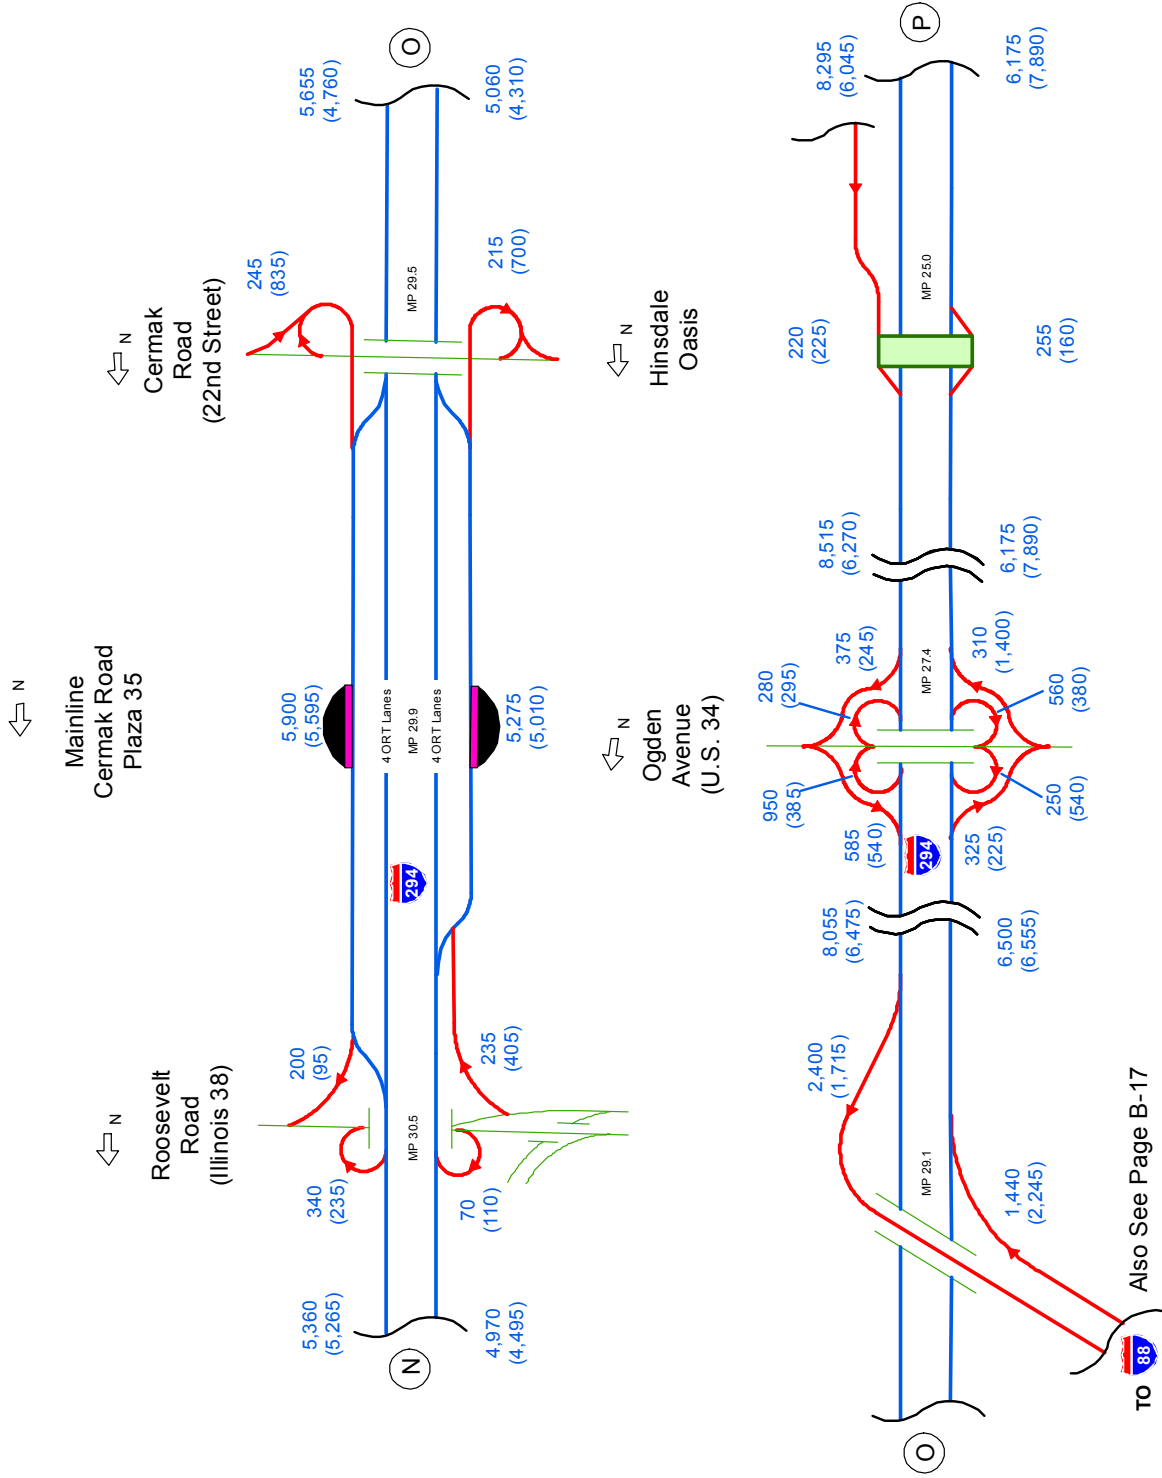 N
Mainline
Cermak Road
Plaza 35
N
Roosevelt
Road
(Illinois 38)
N
Cermak
Road
(22nd Street)
5,360
(5,265)
340
(235)
200
(95)
5,900
(5,595)
245
(835)
5,655
(4,760)
N
MP 30.5
294
4 ORT Lanes
MP 29.9
4 ORT Lanes
MP 29.5
O
4,970
(4,495)
70
(110)
235
(405)
5,275
(5,010)
215
(700)
5,060
(4,310)
N
Ogden
Avenue
(U.S. 34)
N
Hinsdale
Oasis
2,400
(1,715)
8,055
(6,475)
585
(540)
950
(385)
280
(295)
375
(245)
8,515
(6,270)
220
(225)
8,295
(6,045)
O
MP 29.1
294
MP 27.4
MP 25.0
P
1,440
(2,245)
6,500
(6,555)
325
(225)
250
(540)
560
(380)
310
(1,400)
6,175
(7,890)
255
(160)
6,175
(7,890)
TO 88
Also See Page B-17